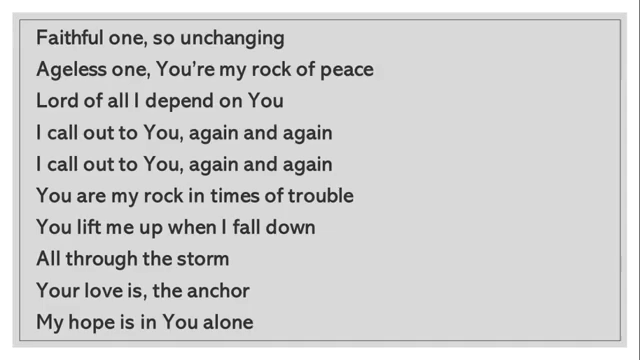 Faithful one, so unchanging
Ageless one, You’re my rock of peace
Lord of all I depend on You
I call out to You, again and again
I call out to You, again and again
You are my rock in times of trouble
You lift me up when I fall down
All through the storm
Your love is, the anchor
My hope is in You alone